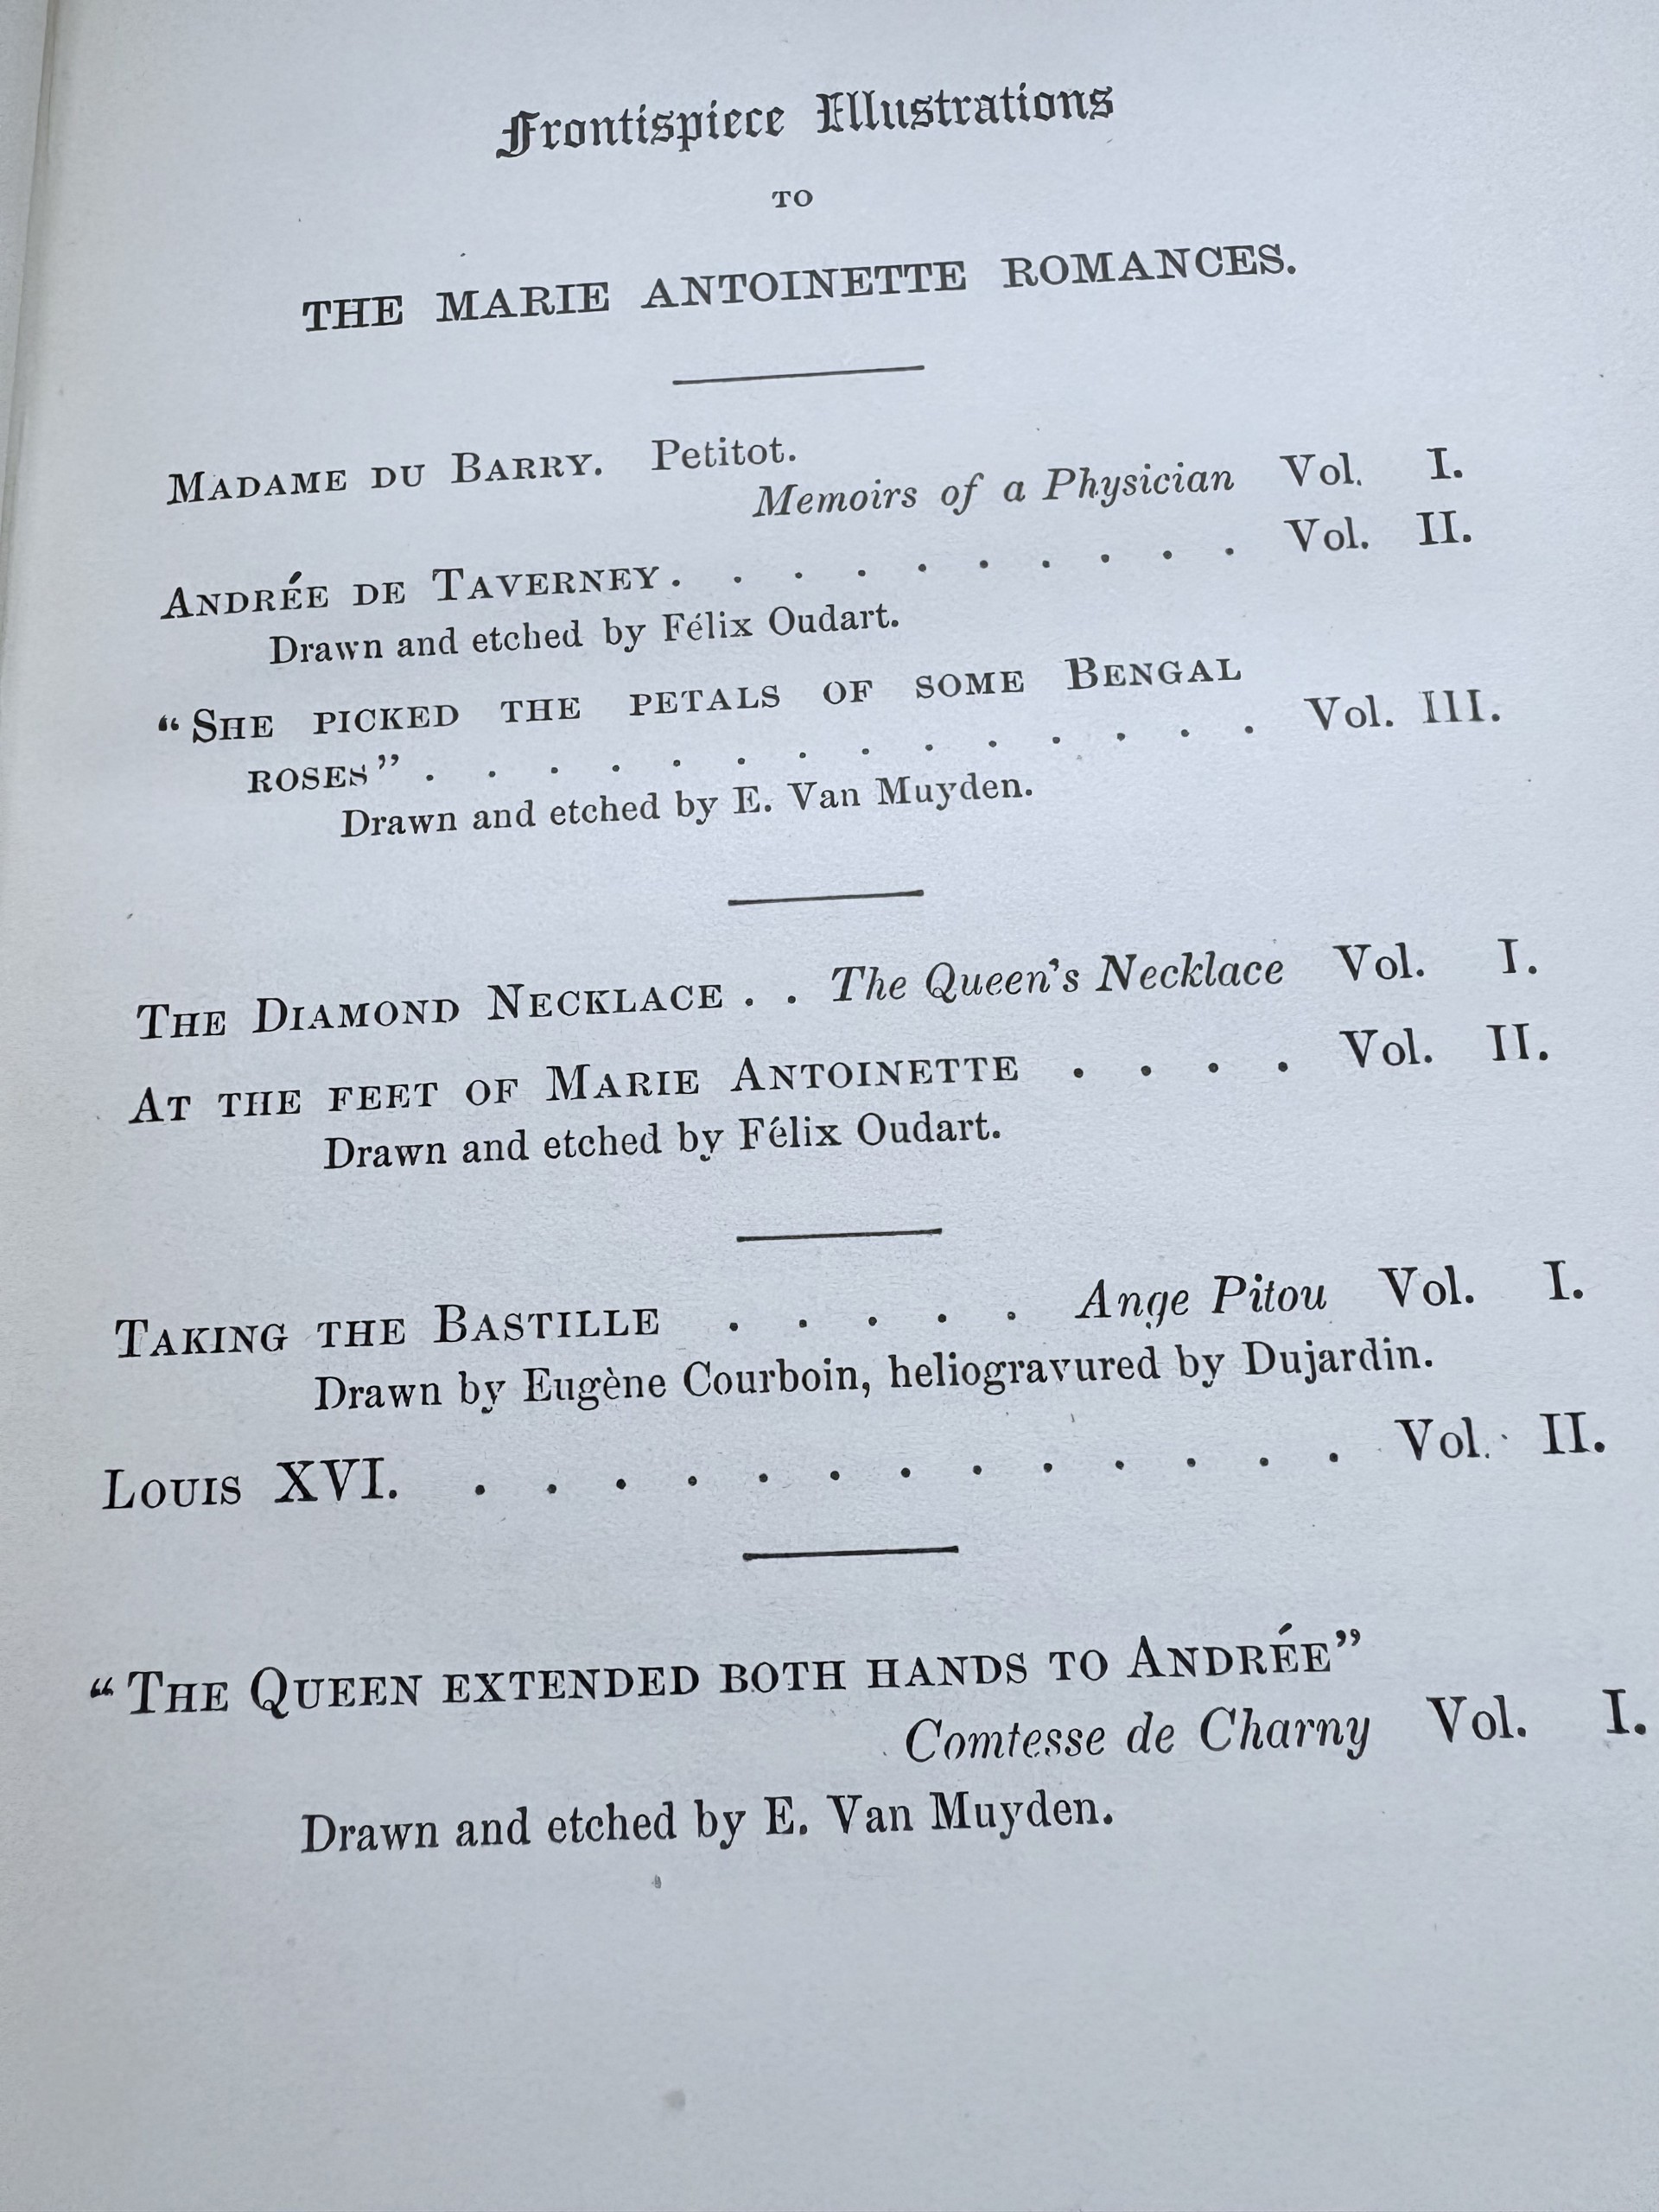 Frontispiece Illustrations
TO
THE MARIE ANTOINETTE ROMANCES.
MADAME DU BARRY. Petitot.
Memoirs of a Physician Vol. I.
ANDRÉE DE TAVERNEY . . . . . . . . . . Vol. II.
Drawn and etched by Félix Oudart.
“SHE PICKED THE PETALS OF SOME BENGAL
ROSES” . . . . . . . . . . . . . . Vol. III.
Drawn and etched by E. Van Muyden.
THE DIAMOND NECKLACE . . The Queen's Necklace Vol. I.
AT THE FEET OF MARIE ANTOINETTE . . . . Vol. II.
Drawn and etched by Félix Oudart.
TAKING THE BASTILLE . . . . . Ange Pitou Vol. I.
Drawn by Eugène Courboin, heliogravured by Dujardin.
LOUIS XVI. . . . . . . . . . . . . . Vol. II.
“THE QUEEN EXTENDED BOTH HANDS TO ANDRÉE”
Comtesse de Charny Vol. I.
Drawn and etched by E. Van Muyden.